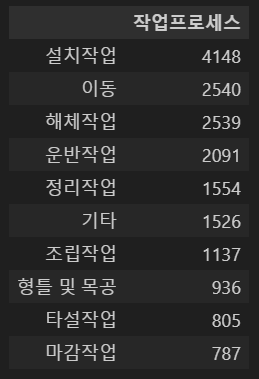 작업프로세스
설치작업 4148
이동 2540
해체작업 2539
운반작업 2091
정리작업 1554
기타 1526
조립작업 1137
형틀 및 목공 936
타설작업 805
마감작업 787